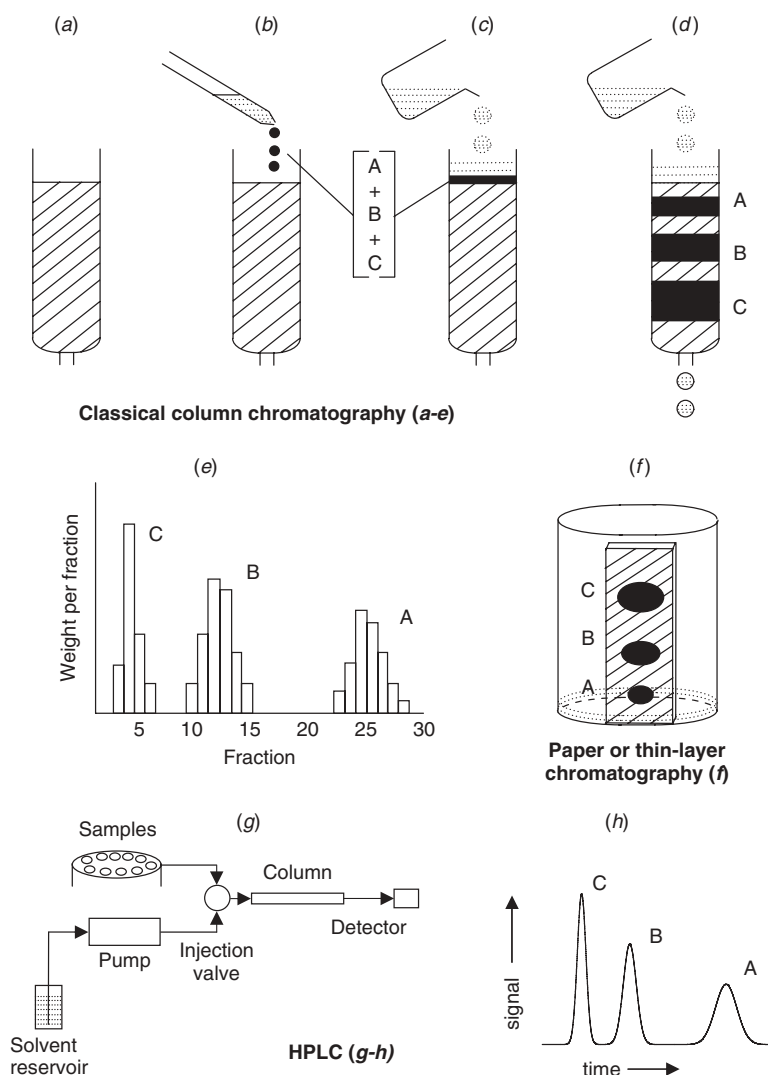 (a)
(b)
(c)
(d)
A
+
B
+
C
A
B
C
Classical column chromatography (a-e)
(e)
Weight per fraction
C
B
A
5 10 15 20 25 30
Fraction
(f)
C
B
A
Paper or thin-layer
chromatography (f)
(g)
Samples
Column
Detector
Pump
Injection
valve
Solvent
reservoir
HPLC (g-h)
(h)
signal
C
B
A
time